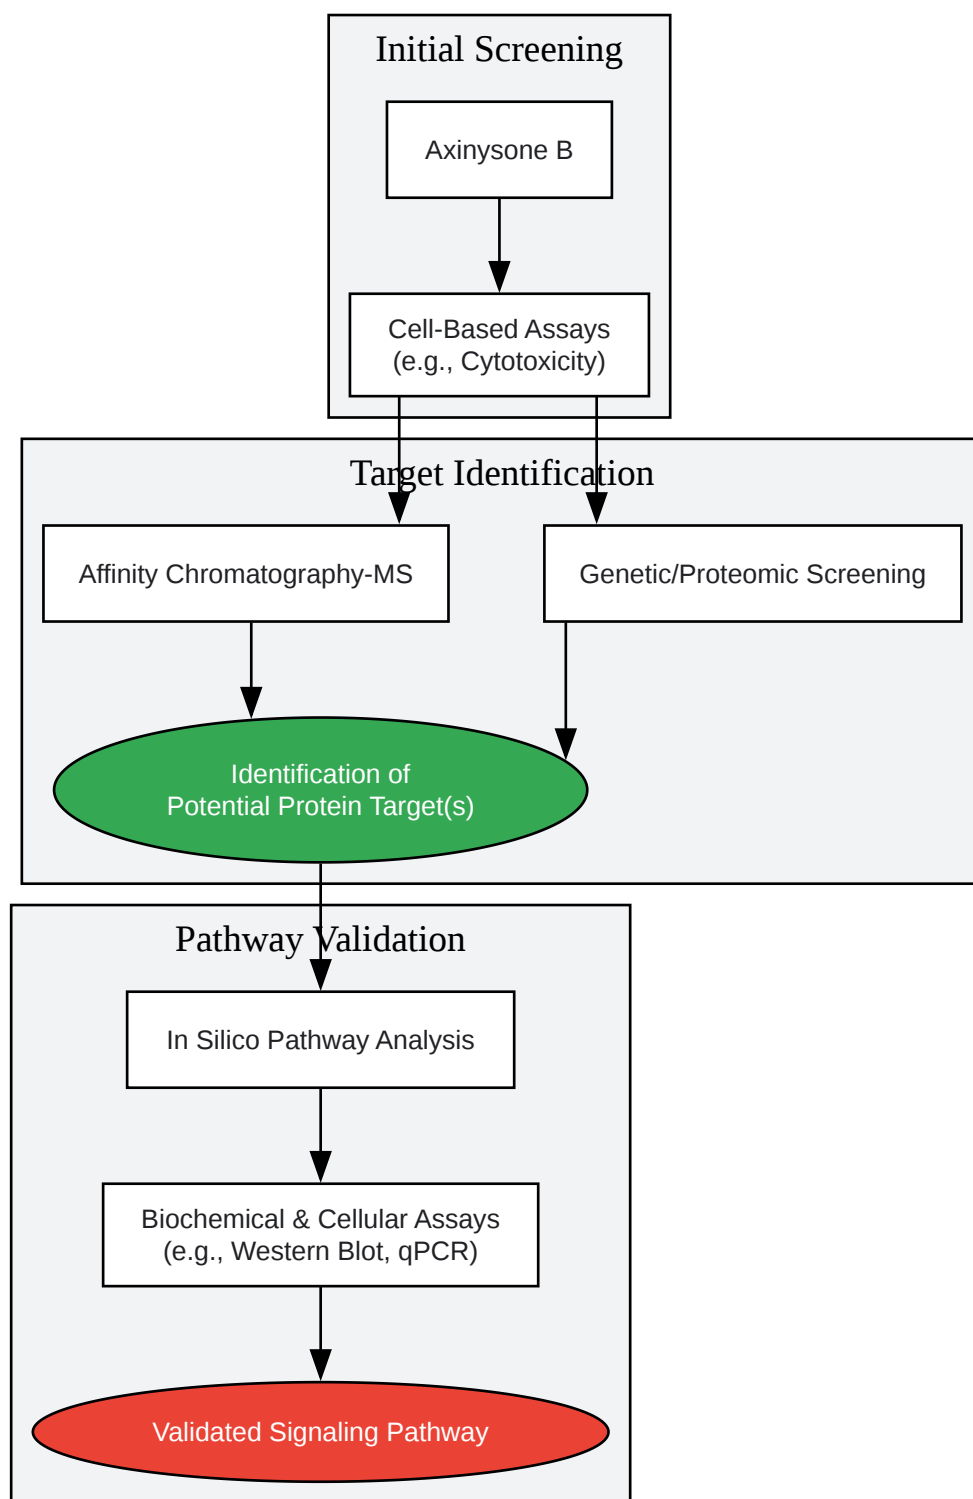 Initial Screening
Axinysone B
Cell-Based Assays
(e.g., Cytotoxicity)
Target Identification
Affinity Chromatography-MS
Genetic/Proteomic Screening
Identification of
Potential Protein Target(s)
Pathway Validation
In Silico Pathway Analysis
Biochemical & Cellular Assays
(e.g., Western Blot, qPCR)
Validated Signaling Pathway